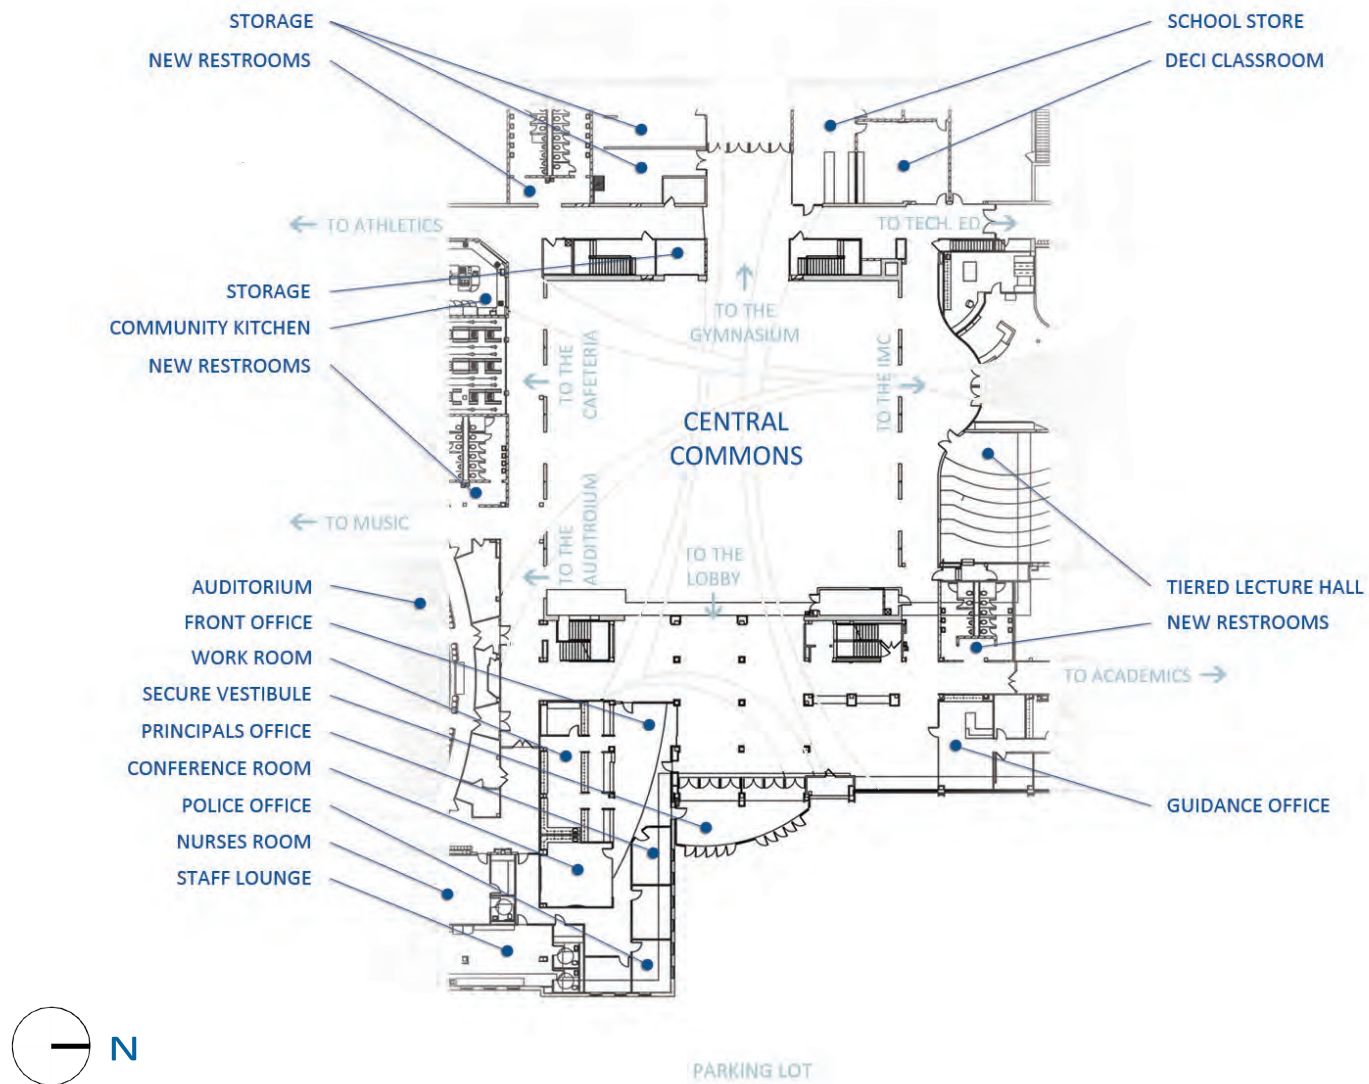 STORAGE
NEW RESTROOMS
SCHOOL STORE
DECI CLASSROOM
TO ATHLETICS
TO TECH. ED.
STORAGE
COMMUNITY KITCHEN
NEW RESTROOMS
TO THE
GYMNASIUM
TO THE
CAFETERIA
TO THE IMC
CENTRAL
COMMONS
TO MUSIC
TO THE
AUDITROIUM
TO THE
LOBBY
AUDITORIUM
FRONT OFFICE
WORK ROOM
SECURE VESTIBULE
PRINCIPALS OFFICE
CONFERENCE ROOM
POLICE OFFICE
NURSES ROOM
STAFF LOUNGE
TIERED LECTURE HALL
NEW RESTROOMS
TO ACADEMICS
GUIDANCE OFFICE
N
PARKING LOT